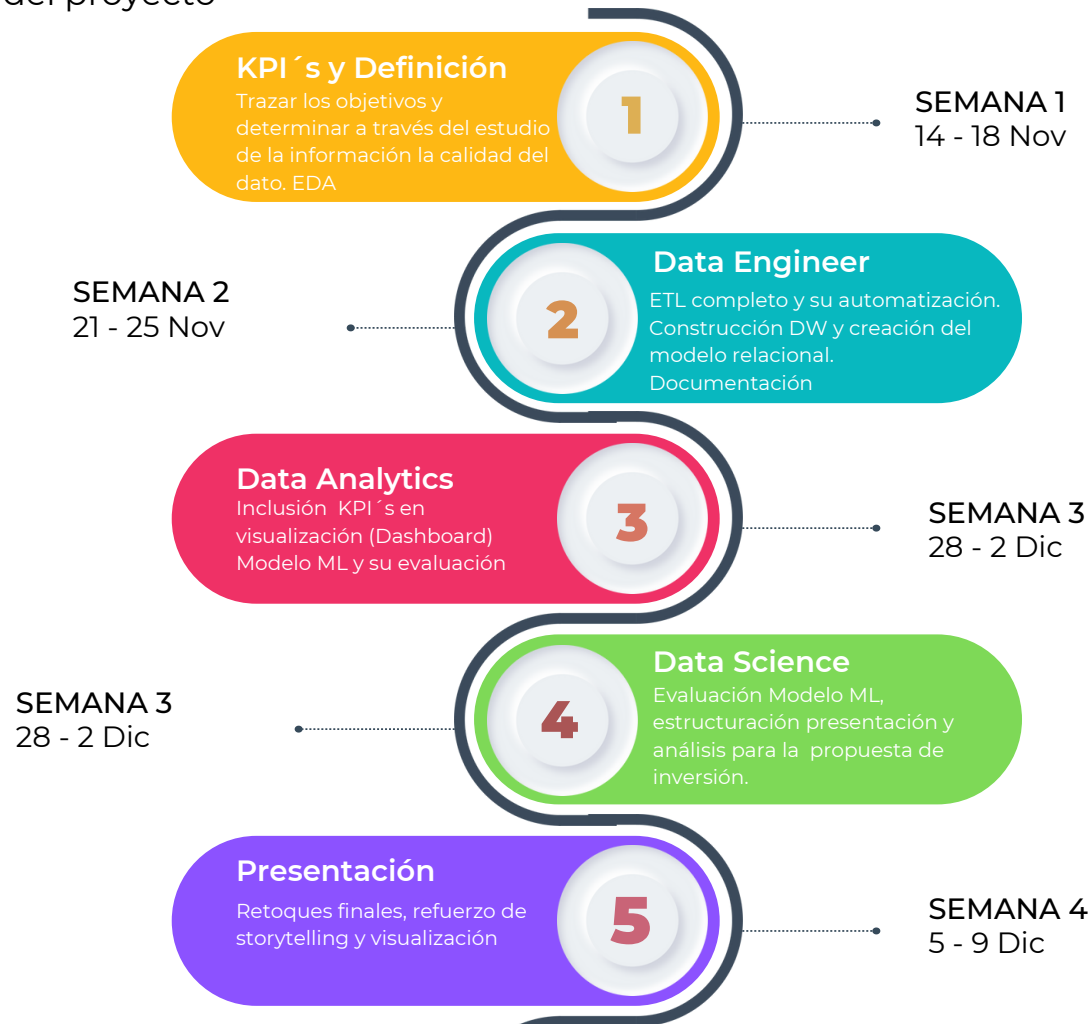 del proyecto
KPI´s y Definición
Trazar los objetivos y
determinar a través del estudio
de la información la calidad del
dato. EDA
1
SEMANA 1
14 - 18 Nov
SEMANA 2
21 - 25 Nov
2
Data Engineer
ETL completo y su automatización.
Construcción DW y creación del
modelo relacional.
Documentación
Data Analytics
Inclusión KPI´s en
visualización (Dashboard)
Modelo ML y su evaluación
3
SEMANA 3
28 - 2 Dic
SEMANA 3
28 - 2 Dic
4
Data Science
Evaluación Modelo ML,
estructuración presentación y
análisis para la propuesta de
inversión.
Presentación
Retoques finales, refuerzo de
storytelling y visualización
5
SEMANA 4
5 - 9 Dic